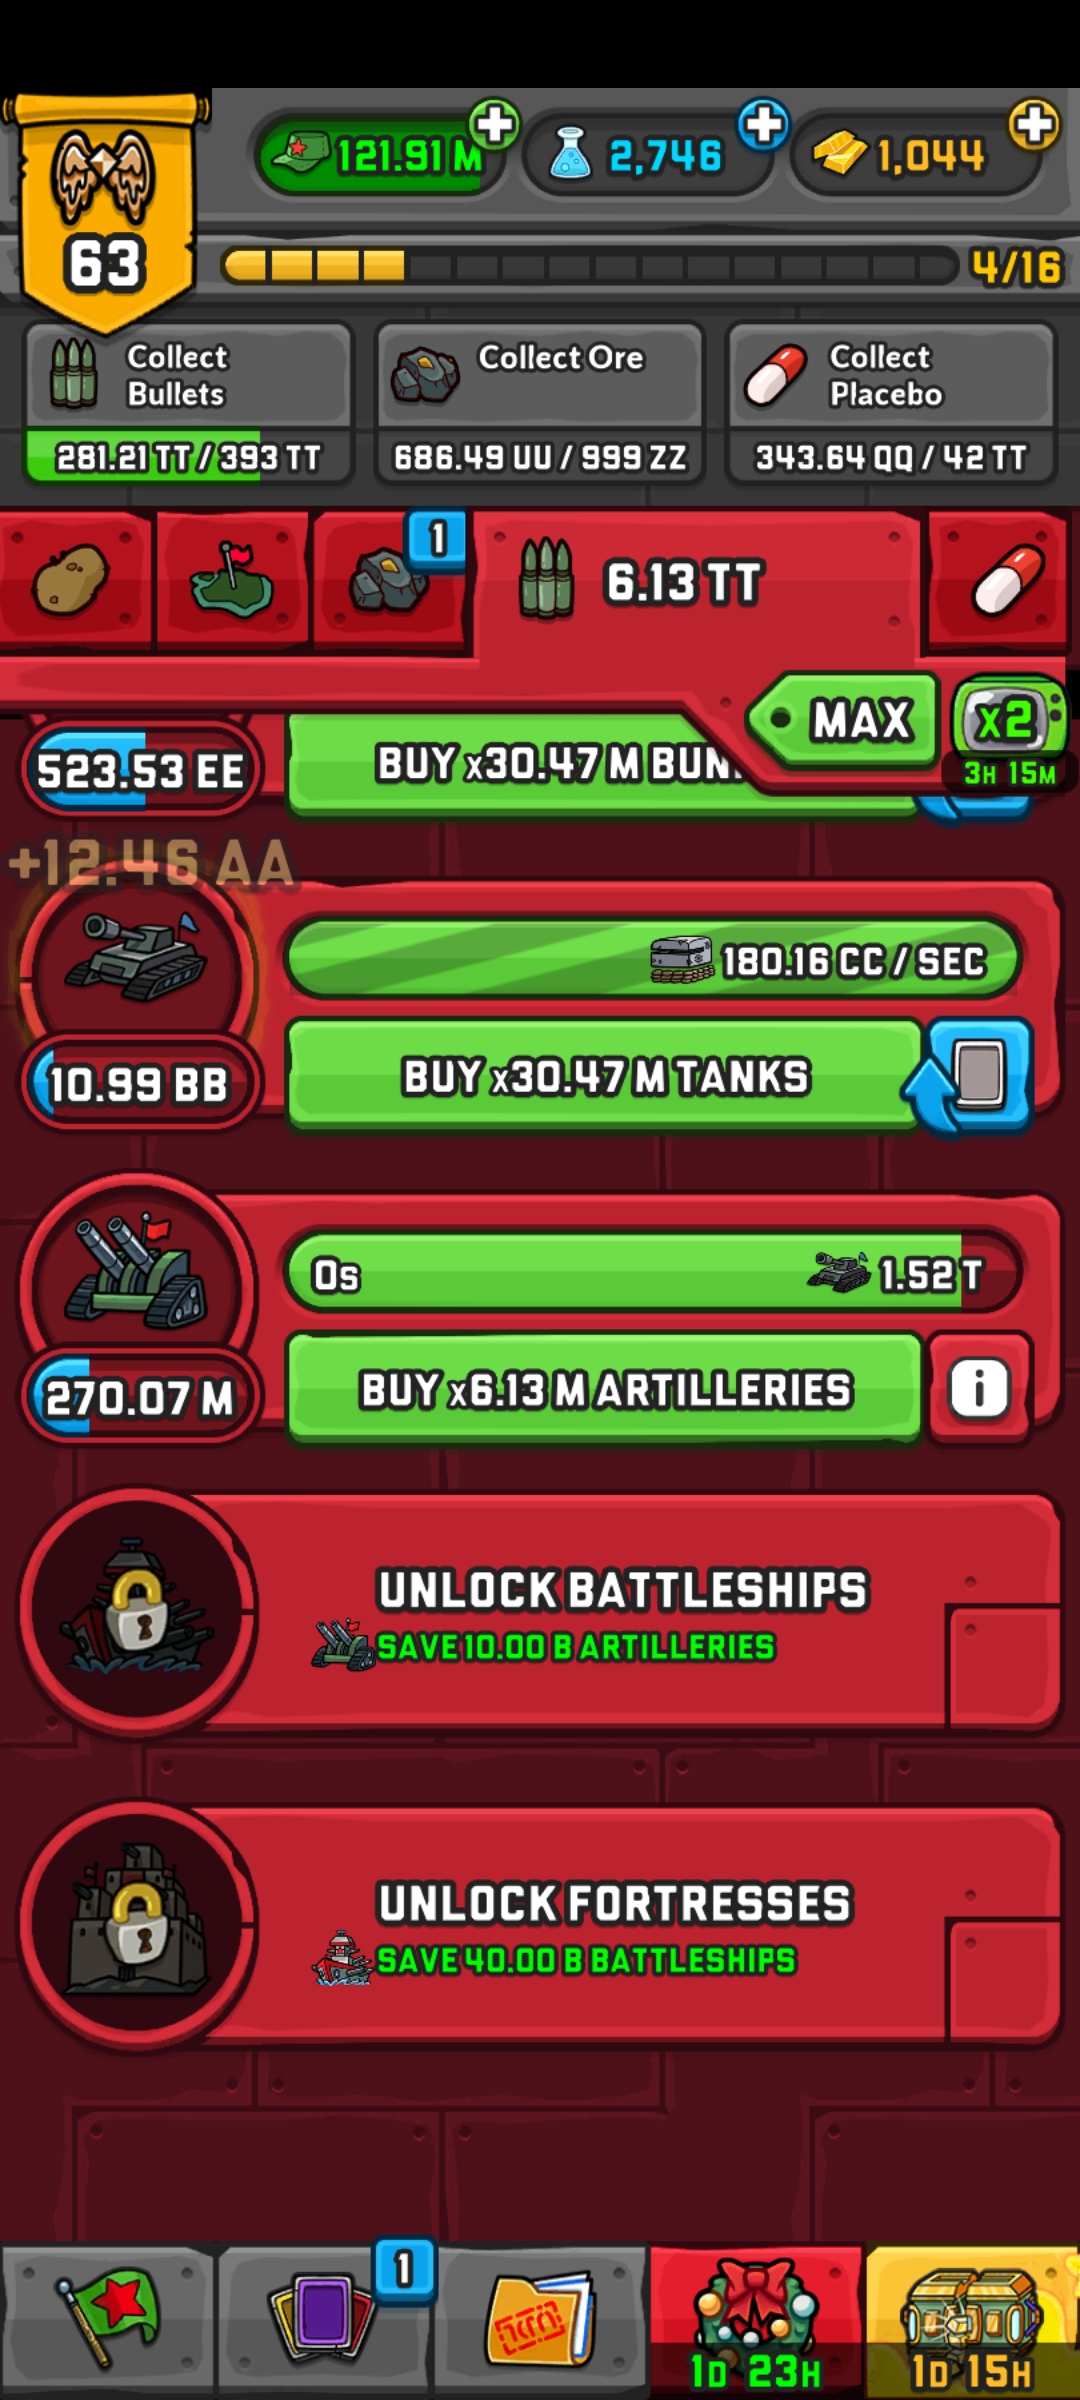 121.91 M
2,746
1,044
63
4/16
Collect
Bullets
281.21 TT / 393 TT
Collect Ore
686.49 UU / 999 ZZ
Collect
Placebo
343.64 QQ / 42 TT
1
6.13 TT
MAX
x2
3H 15M
523.53 EE
BUY x30.47 M
+12.46 AA
180.16 CC / SEC
10.99 BB
BUY x30.47 M TANKS
0s
1.52 T
270.07 M
BUY x6.13 M ARTILLERIES
i
UNLOCK BATTLESHIPS
SAVE 10.00 B ARTILLERIES
UNLOCK FORTRESSES
SAVE 40.00 B BATTLESHIPS
1
1D 23H
1D 15H